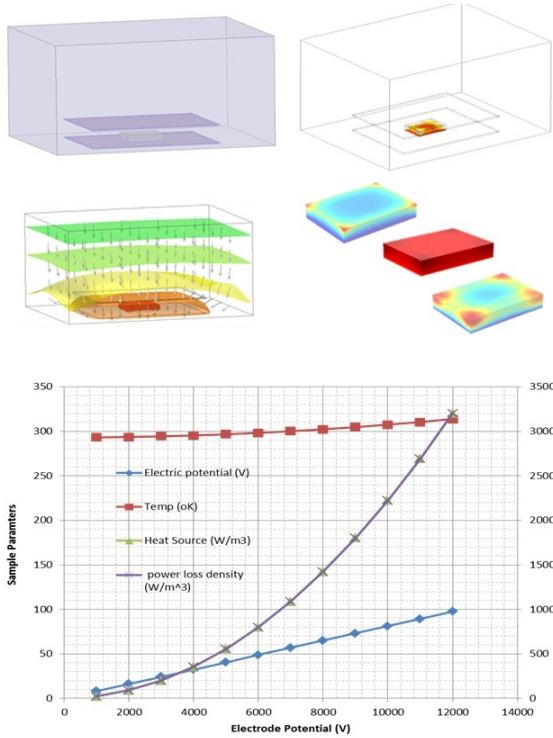 350
300
250
200
150
100
50
0
Sample Paramters
Electric potential (V)
Temp (oK)
Heat Source (W/m3)
power loss density
(W/m^3)
3500
3000
2500
2000
1500
1000
500
0
0 2000 4000 6000 8000 10000 12000 14000
Electrode Potential (V)